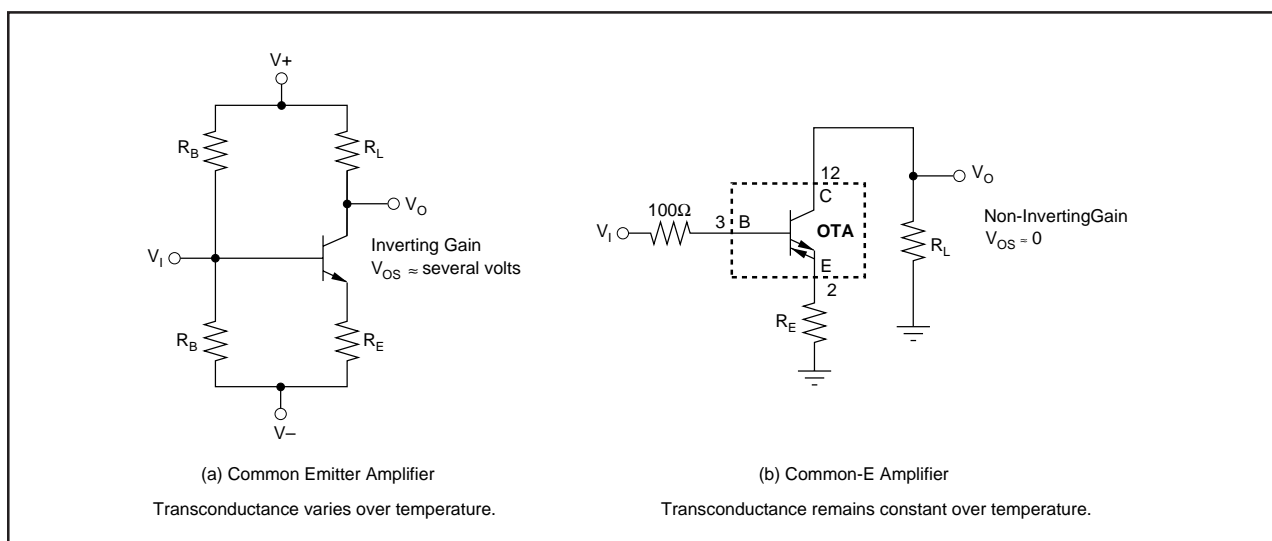 V+
R_B
R_L
V_O
V_I
Inverting Gain
V_OS ≈ several volts
R_B
R_E
V–
(a) Common Emitter Amplifier
Transconductance varies over temperature.
12
C
V_O
100Ω
3
B
OTA
V_I
Non-InvertingGain
V_OS ≈ 0
R_L
E
2
R_E
(b) Common-E Amplifier
Transconductance remains constant over temperature.